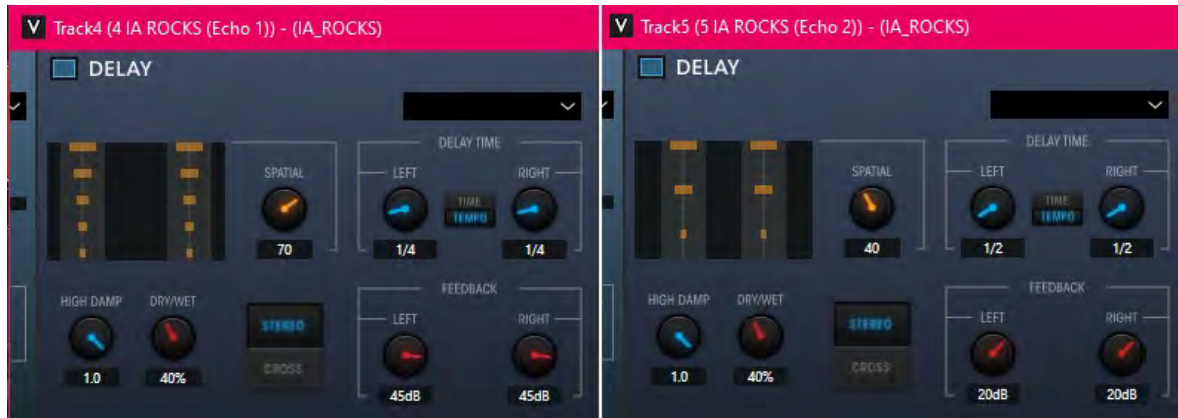 V Track4 (4 IA ROCKS (Echo 1)) - (IA_ROCKS)
DELAY
DELAY TIME
SPATIAL
LEFT
RIGHT
TIME
TEMPO
70
1/4
1/4
FEEDBACK
HIGH DAMP
DRY/WET
LEFT
RIGHT
STEREO
CROSS
1.0
40%
45dB
45dB
V Track5 (5 IA ROCKS (Echo 2)) - (IA_ROCKS)
DELAY
DELAY TIME
SPATIAL
LEFT
RIGHT
TIME
TEMPO
40
1/2
1/2
FEEDBACK
HIGH DAMP
DRY/WET
LEFT
RIGHT
STEREO
CROSS
1.0
40%
20dB
20dB